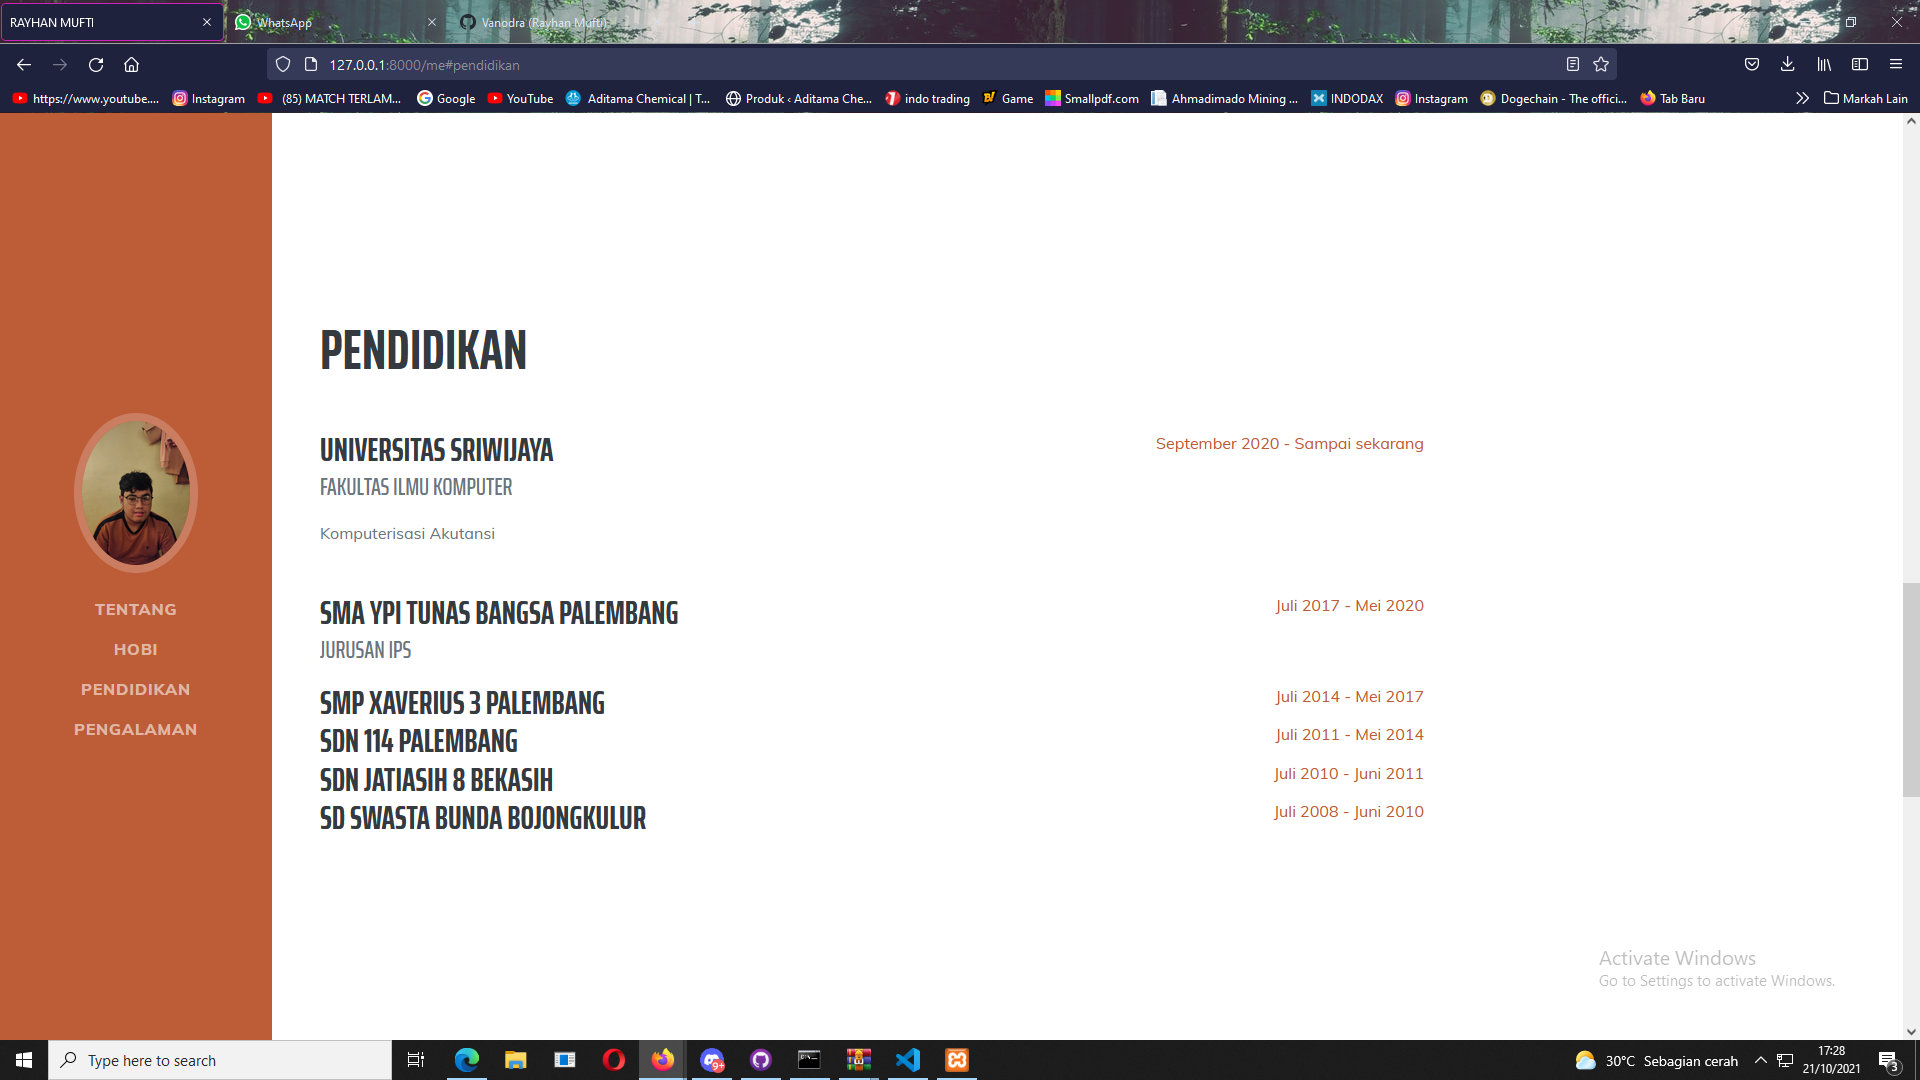 RAYHAN MUFTI
WhatsApp
Vanodra (Rayhan Mufti)
127.0.0.1:8000/me#pendidikan
https://www.youtube....
Instagram
(85) MATCH TERLAM...
Google
YouTube
Aditama Chemical | T...
Produk ‹ Aditama Che...
indo trading
Game
Smallpdf.com
Ahmadimado Mining ...
INDODAX
Instagram
Dogechain - The offici...
Tab Baru
Markah Lain
TENTANG
HOBI
PENDIDIKAN
PENGALAMAN
PENDIDIKAN
UNIVERSITAS SRIWIJAYA
September 2020 - Sampai sekarang
FAKULTAS ILMU KOMPUTER
Komputerisasi Akutansi
SMA YPI TUNAS BANGSA PALEMBANG
Juli 2017 - Mei 2020
JURUSAN IPS
SMP XAVERIUS 3 PALEMBANG
Juli 2014 - Mei 2017
SDN 114 PALEMBANG
Juli 2011 - Mei 2014
SDN JATIASIH 8 BEKASIH
Juli 2010 - Juni 2011
SD SWASTA BUNDA BOJONGKULUR
Juli 2008 - Juni 2010
Activate Windows
Go to Settings to activate Windows.
Type here to search
9+
30°C Sebagian cerah
17:28
21/10/2021
3